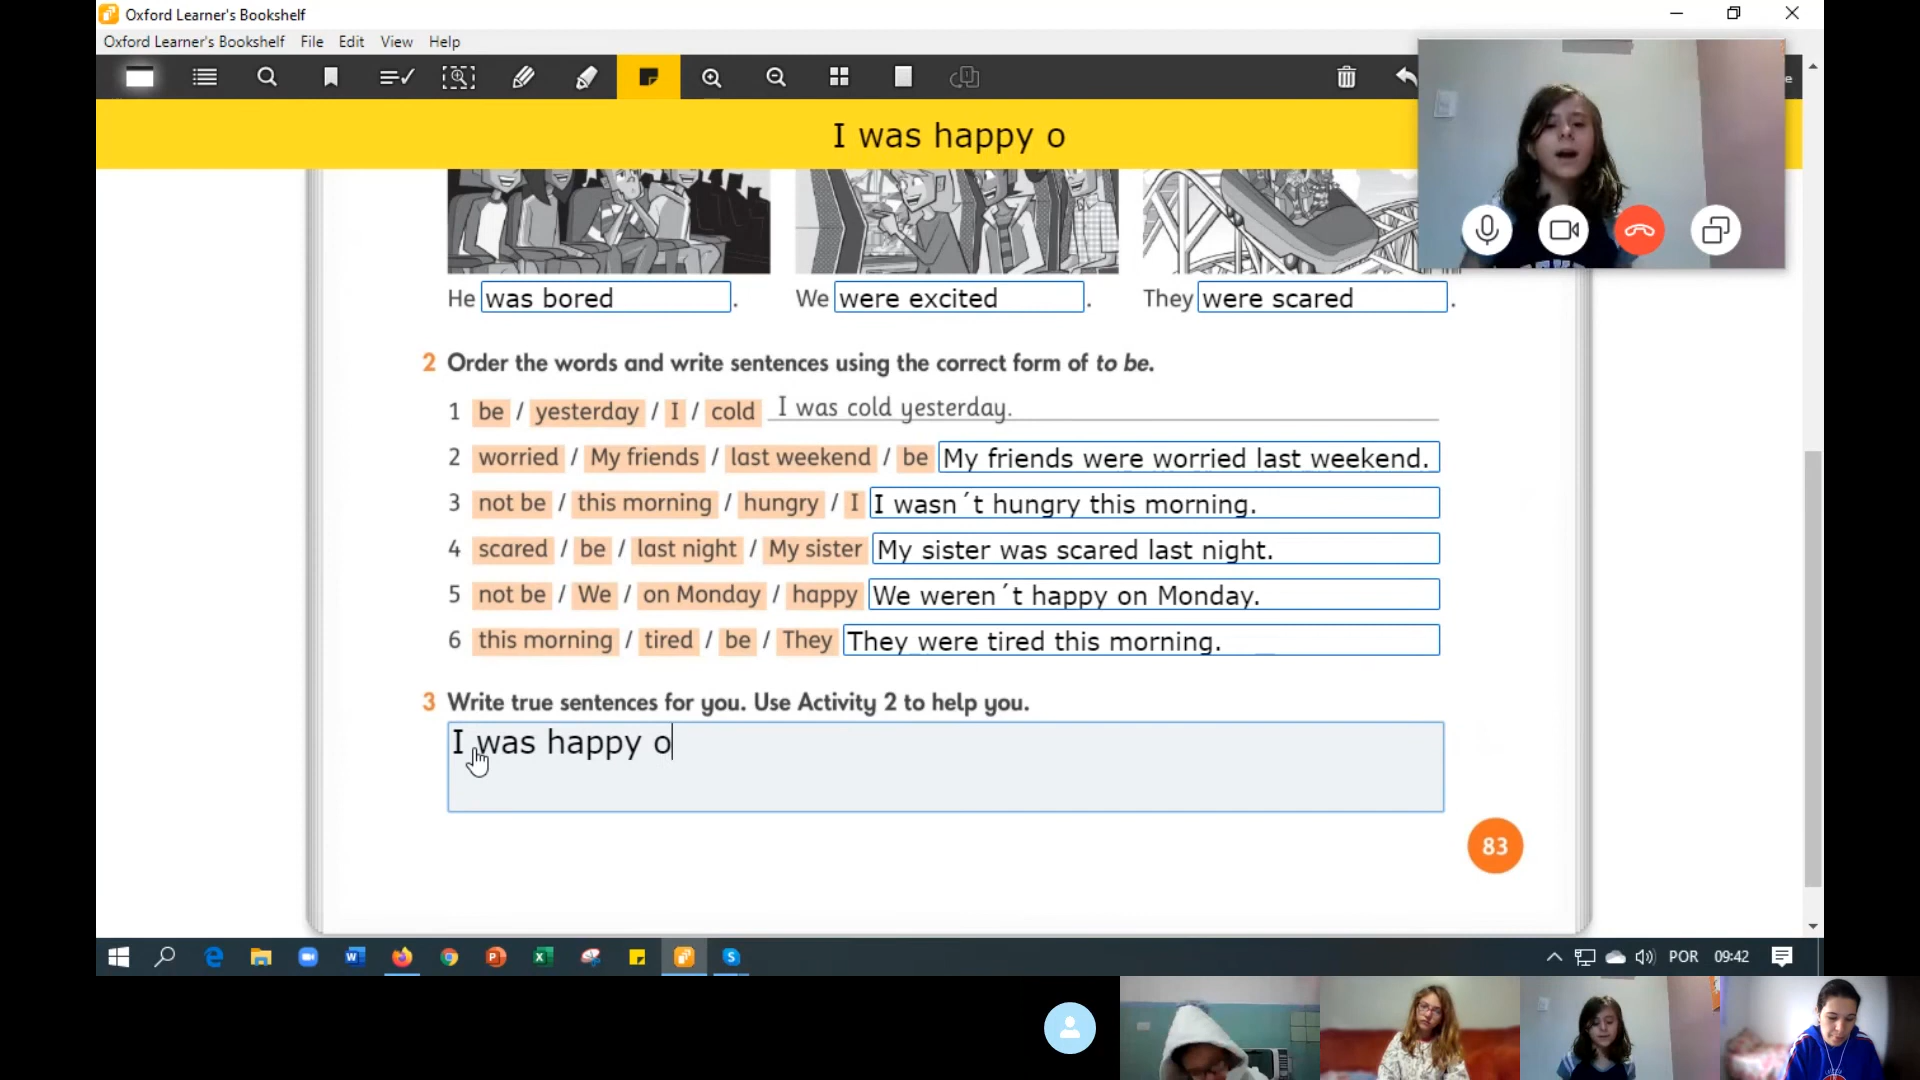 Oxford Learner's Bookshelf
Oxford Learner's Bookshelf File Edit View Help
I was happy o
He was bored . We were excited . They were scared .
2 Order the words and write sentences using the correct form of to be.
1 be / yesterday / I / cold I was cold yesterday.
2 worried / My friends / last weekend / be My friends were worried last weekend.
3 not be / this morning / hungry / I I wasn´t hungry this morning.
4 scared / be / last night / My sister My sister was scared last night.
5 not be / We / on Monday / happy We weren´t happy on Monday.
6 this morning / tired / be / They They were tired this morning.
3 Write true sentences for you. Use Activity 2 to help you.
I was happy o
83
POR 09:42